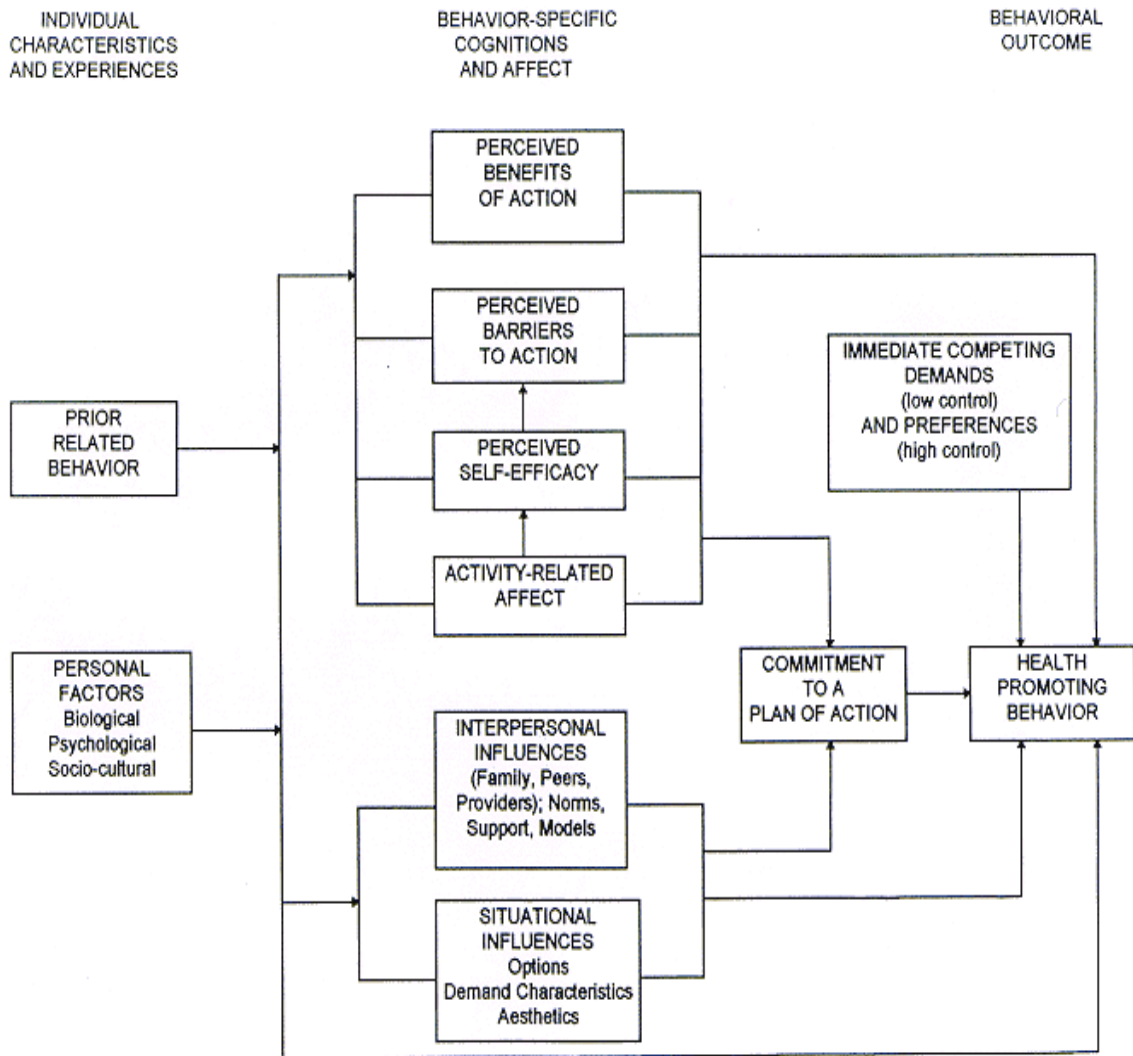 INDIVIDUAL
CHARACTERISTICS
AND EXPERIENCES
BEHAVIOR-SPECIFIC
COGNITIONS
AND AFFECT
BEHAVIORAL
OUTCOME
PERCEIVED
BENEFITS
OF ACTION
PERCEIVED
BARRIERS
TO ACTION
PERCEIVED
SELF-EFFICACY
ACTIVITY-RELATED
AFFECT
PRIOR
RELATED
BEHAVIOR
PERSONAL
FACTORS
Biological
Psychological
Socio-cultural
INTERPERSONAL
INFLUENCES
(Family, Peers,
Providers); Norms,
Support, Models
SITUATIONAL
INFLUENCES
Options
Demand Characteristics
Aesthetics
IMMEDIATE COMPETING
DEMANDS
(low control)
AND PREFERENCES
(high control)
COMMITMENT
TO A
PLAN OF ACTION
HEALTH
PROMOTING
BEHAVIOR